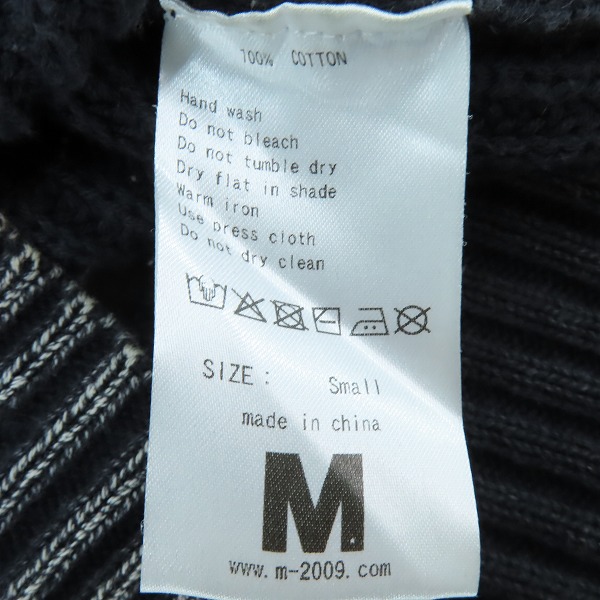 100% COTTON
Hand wash
Do not bleach
Do not tumble dry
Dry flat in shade
Warm iron
Use press cloth
Do not dry clean
SIZE: Small
made in china
M
www.m-2009.com